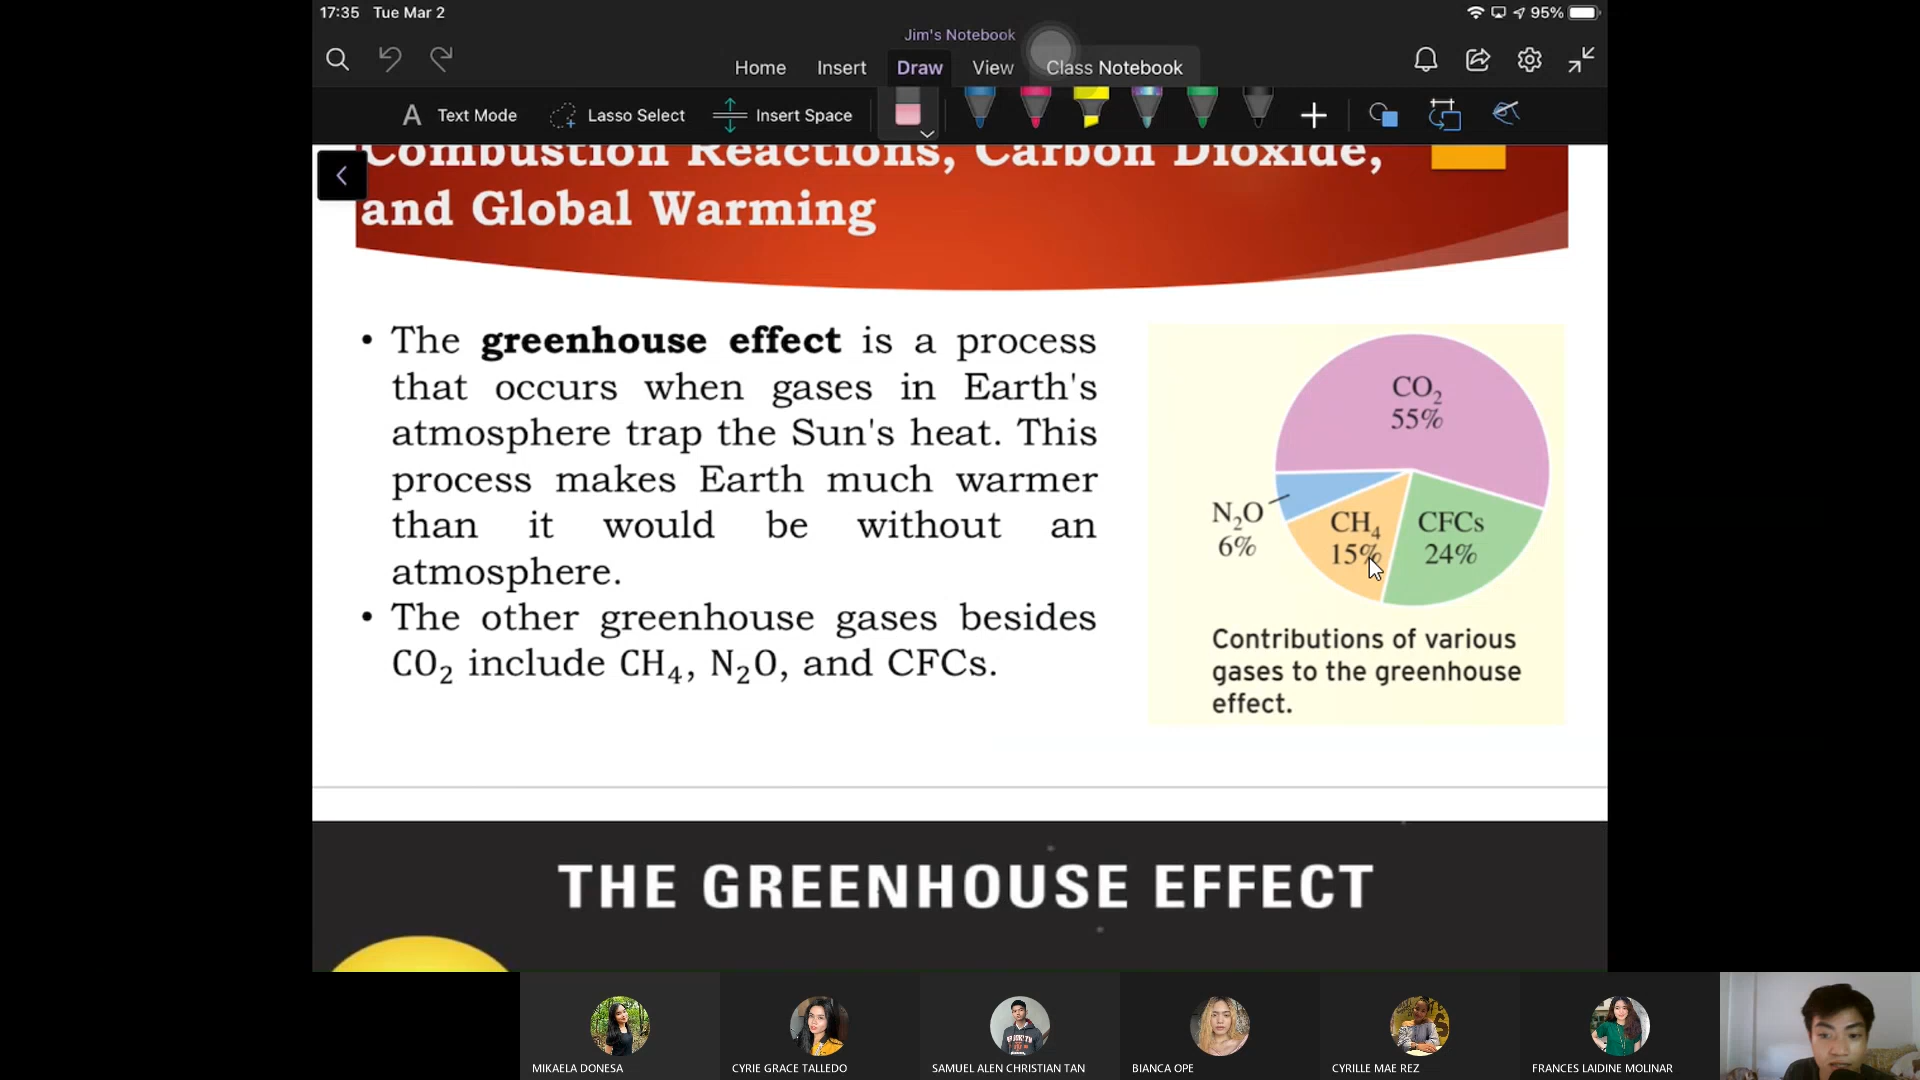 17:35 Tue Mar 2
95%
Jim's Notebook
Home Insert Draw View Class Notebook
A Text Mode Lasso Select Insert Space
Combustion Reactions, Carbon Dioxide,
and Global Warming
• The greenhouse effect is a process
that occurs when gases in Earth's
atmosphere trap the Sun's heat. This
process makes Earth much warmer
than it would be without an
atmosphere.
• The other greenhouse gases besides
CO₂ include CH₄, N₂O, and CFCs.
CO₂
55%
N₂O
6%
CH₄
15%
CFCs
24%
Contributions of various
gases to the greenhouse
effect.
THE GREENHOUSE EFFECT
MIKAELA DONESA
CYRIE GRACE TALLEDO
SAMUEL ALEN CHRISTIAN TAN
BIANCA OPE
CYRILLE MAE REZ
FRANCES LAIDINE MOLINAR